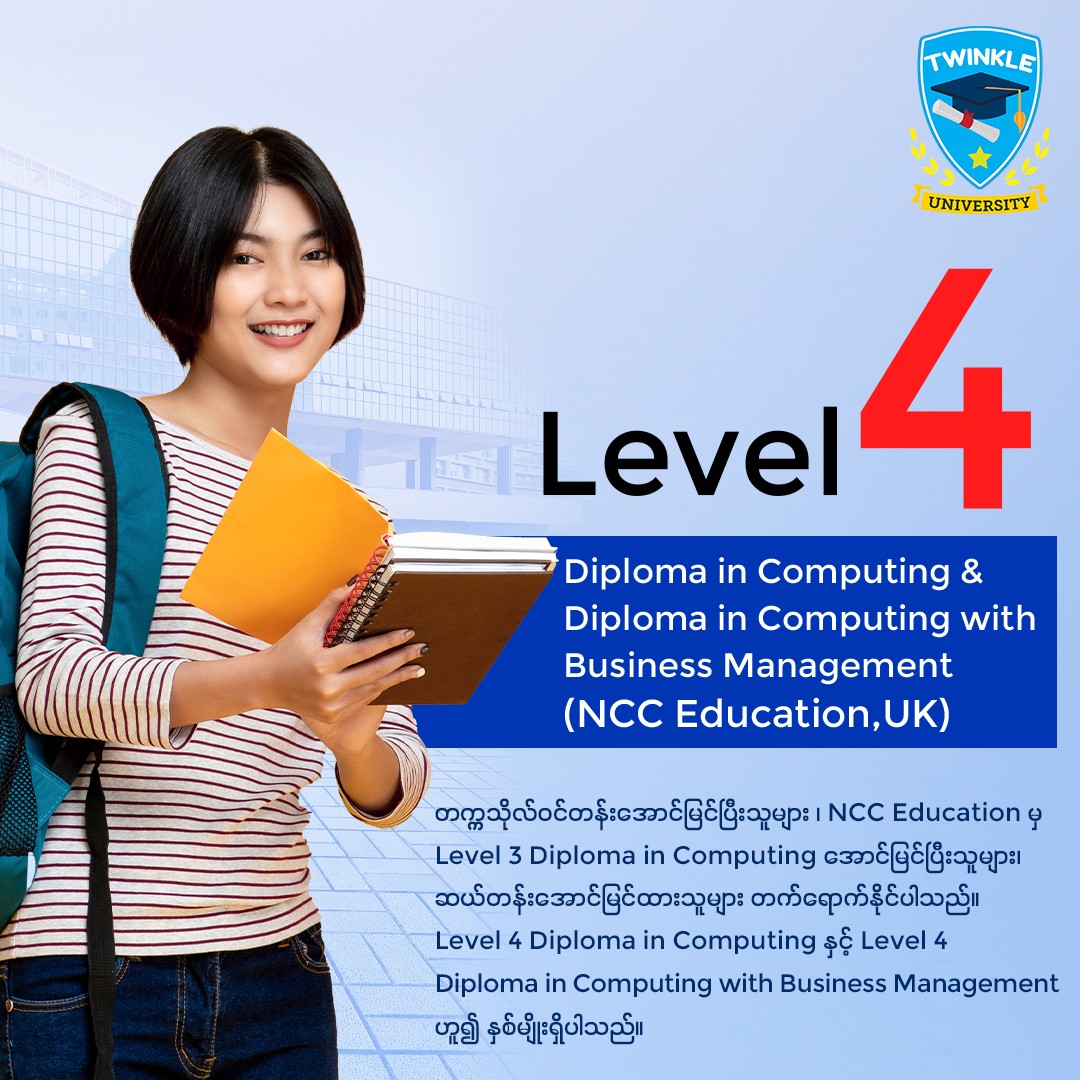 TWINKLE
UNIVERSITY
Level 4
Diploma in Computing &
Diploma in Computing with
Business Management
(NCC Education,UK)
တက္ကသိုလ်ဝင်တန်းအောင်မြင်ပြီးသူများ ၊ NCC Education မှ
Level 3 Diploma in Computing အောင်မြင်ပြီးသူများ၊
ဆယ်တန်းအောင်မြင်ထားသူများ တက်ရောက်နိုင်ပါသည်။
Level 4 Diploma in Computing နှင့် Level 4
Diploma in Computing with Business Management
ဟူ၍ နှစ်မျိုးရှိပါသည်။